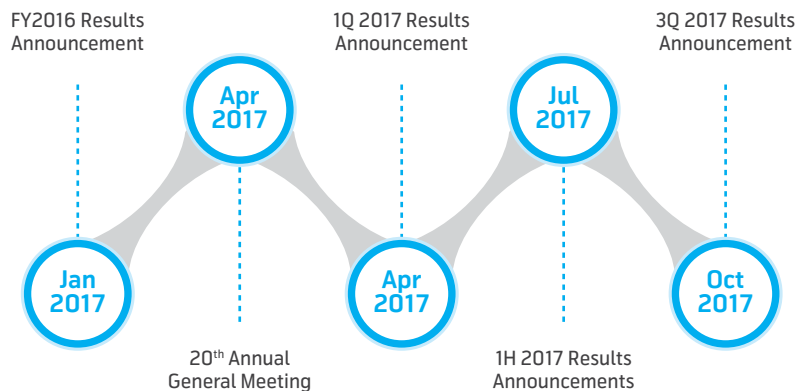 FY2016 Results
Announcement
1Q 2017 Results
Announcement
3Q 2017 Results
Announcement
Apr
2017
Jul
2017
Jan
2017
Apr
2017
Oct
2017
20th Annual
General Meeting
1H 2017 Results
Announcements